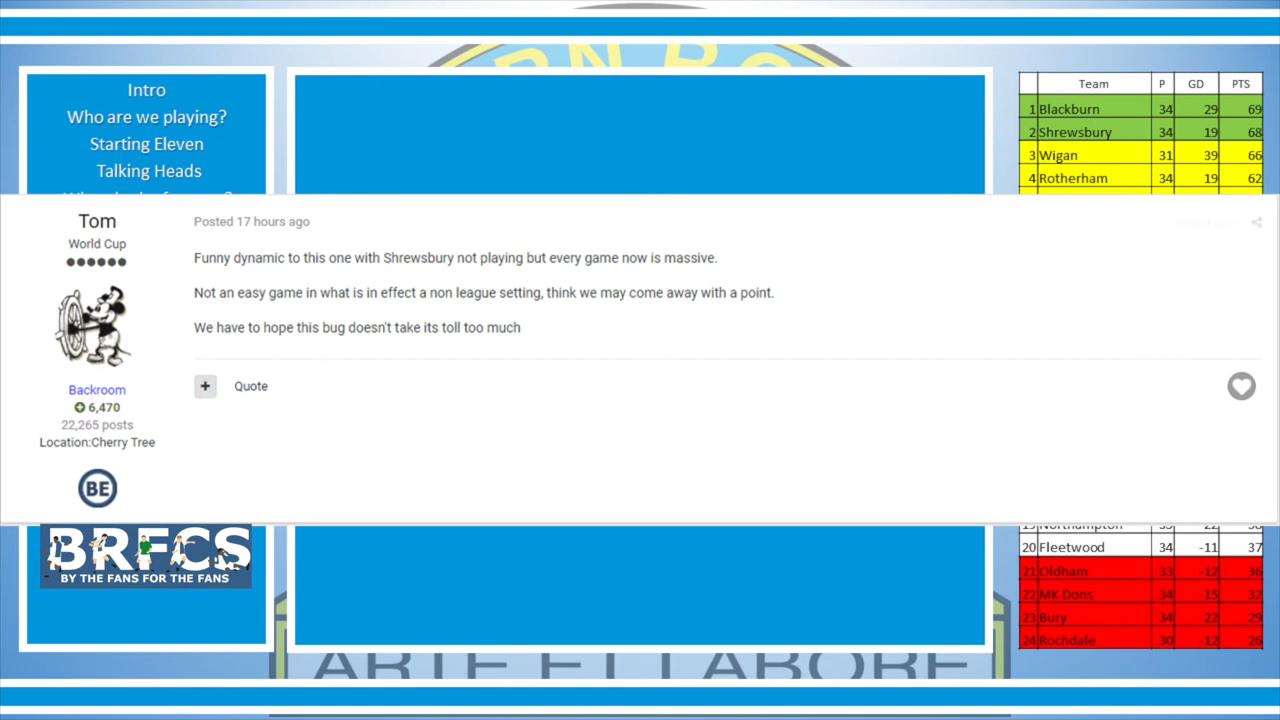 RN RO
Intro
Who are we playing?
Starting Eleven
Talking Heads
Team P GD PTS
1 Blackburn 34 29 69
2 Shrewsbury 34 19 68
3 Wigan 31 39 66
4 Rotherham 34 19 62
Tom
World Cup
Posted 17 hours ago
Funny dynamic to this one with Shrewsbury not playing but every game now is massive.
Not an easy game in what is in effect a non league setting, think we may come away with a point.
We have to hope this bug doesn't take its toll too much
+ Quote
Backroom
6,470
22,265 posts
Location:Cherry Tree
BE
BRFCS
BY THE FANS FOR THE FANS
Northampton
20 Fleetwood 34 -11 37
21 Oldham 33 -12 36
22 MK Dons 34 -15 32
23 Bury 34 -22 29
24 Rochdale 30 -12 26
ARTE ET LABORE